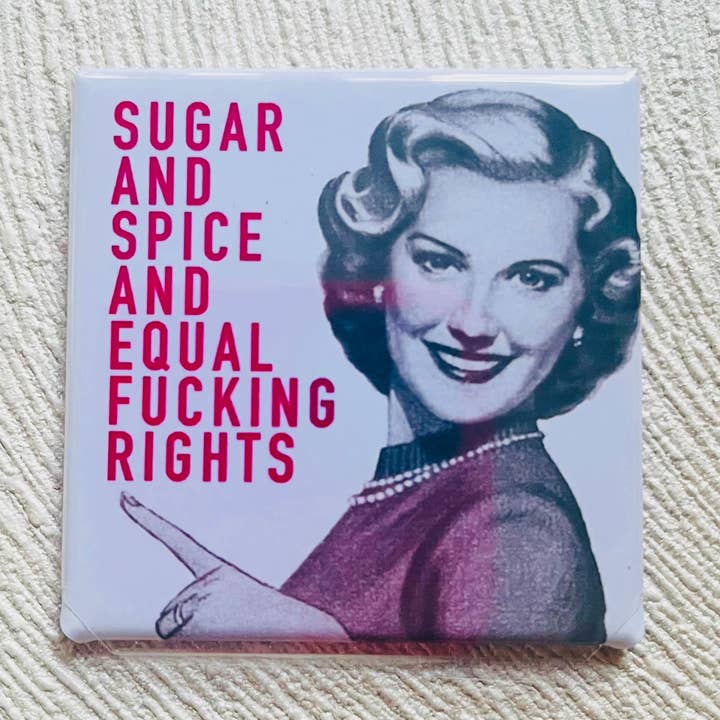 SUGAR
AND
SPICE
AND
EQUAL
FUCKING
RIGHTS